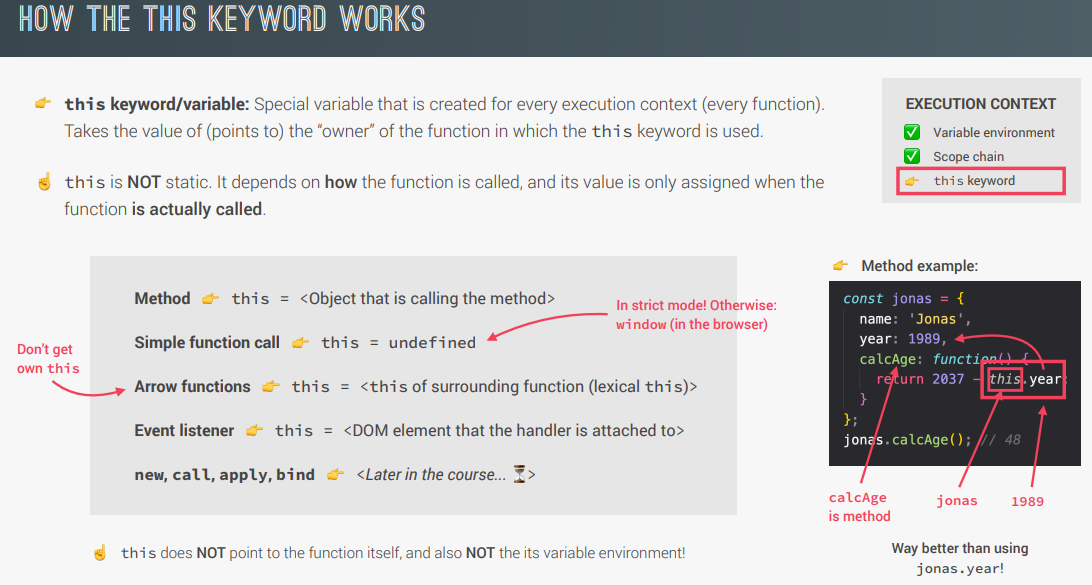 HOW THE THIS KEYWORD WORKS
👉 this keyword/variable: Special variable that is created for every execution context (every function).
Takes the value of (points to) the “owner” of the function in which the this keyword is used.
☝️ this is NOT static. It depends on how the function is called, and its value is only assigned when the
function is actually called.
EXECUTION CONTEXT
✅ Variable environment
✅ Scope chain
👉 this keyword
Method 👉 this = <Object that is calling the method>
Simple function call 👉 this = undefined
In strict mode! Otherwise:
window (in the browser)
Don’t get
own this
Arrow functions 👉 this = <this of surrounding function (lexical this)>
Event listener 👉 this = <DOM element that the handler is attached to>
new, call, apply, bind 👉 <Later in the course... ⏳>
☝️ this does NOT point to the function itself, and also NOT the its variable environment!
👉 Method example:
const jonas = {
name: 'Jonas',
year: 1989,
calcAge: function() {
return 2037 - this.year;
}
};
jonas.calcAge(); // 48
calcAge
is method
jonas
1989
Way better than using
jonas.year!